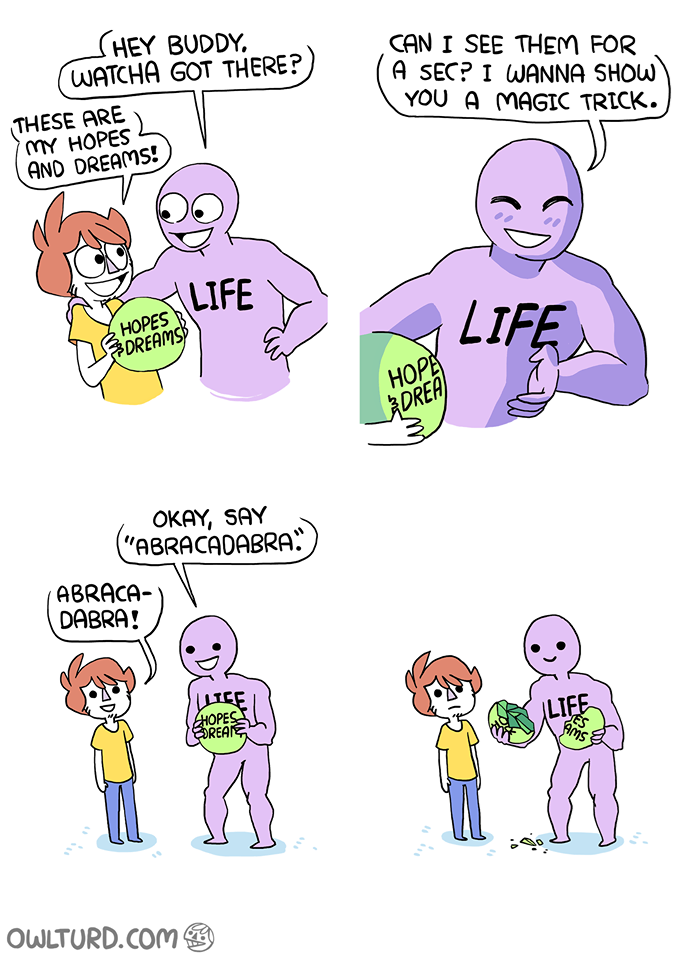 HEY BUDDY.
WATCHA GOT THERE?
THESE ARE
MY HOPES
AND DREAMS!
LIFE
HOPES
& DREAMS
CAN I SEE THEM FOR
A SEC? I WANNA SHOW
YOU A MAGIC TRICK.
LIFE
HOPE
& DREA
OKAY, SAY
"ABRACADABRA."
ABRACA-
DABRA!
LIFE
HOPES
DREAM
LIFE
ES
AMS
OWLTURD.COM